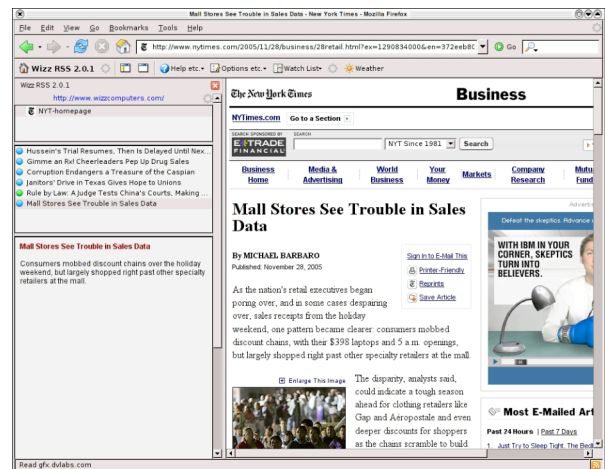 Mall Stores See Trouble in Sales Data - New York Times - Mozilla Firefox
File Edit View Go Bookmarks Tools Help
http://www.nytimes.com/2005/11/28/business/28retail.html?ex=1290834000&en=372eeb8C
Go
Wizz RSS 2.0.1
Help etc.
Options etc.
Watch List
Weather
Wizz RSS 2.0.1
http://www.wizzcomputers.com/
NYT-homepage
Hussein's Trial Resumes, Then Is Delayed Until Nex...
Gimme an Rx! Cheerleaders Pep Up Drug Sales
Corruption Endangers a Treasure of the Caspian
Janitors' Drive in Texas Gives Hope to Unions
Rule by Law: A Judge Tests China's Courts, Making ...
Mall Stores See Trouble in Sales Data
Mall Stores See Trouble in Sales Data
Consumers mobbed discount chains over the holiday
weekend, but largely shopped right past other specialty
retailers at the mall.
The New York Times
Business
NYTimes.com Go to a Section
SEARCH SPONSORED BY
E*TRADE
FINANCIAL
SEARCH
NYT Since 1981 Search
Business Home
Media & Advertising
World Business
Your Money
Markets
Company Research
Mutu
Fund
Mall Stores See Trouble in Sales
Data
By MICHAEL BARBARO
Published: November 28, 2005
Sign In to E-Mail This
Printer-Friendly
Reprints
Save Article
As the nation's retail executives began
poring over, and in some cases despairing
over, sales receipts from the holiday
weekend, one pattern became clearer: consumers mobbed
discount chains, with their $398 laptops and 5 a.m. openings,
but largely shopped right past other specialty retailers at the mall.
Enlarge This Image
The disparity, analysts said,
could indicate a tough season
ahead for clothing retailers like
Gap and Aéropostale and even
deeper discounts for shoppers
as the chains scramble to build
Adverti
Defeat the skeptics. Advance
WITH IBM IN YOUR
CORNER, SKEPTICS
TURN INTO
BELIEVERS.
Most E-Mailed Art
Past 24 Hours | Past 7 Days
1. Just Try to Sleep Tight. The Bed
Read gfx.dvlabs.com